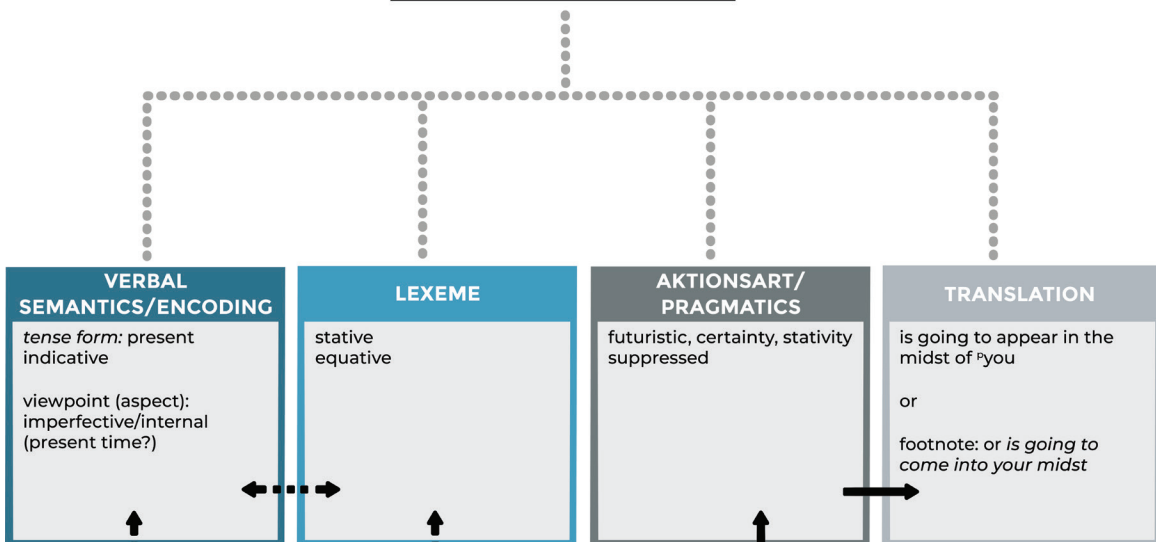 VERBAL
SEMANTICS/ENCODING
tense form: present
indicative
viewpoint (aspect):
imperfective/internal
(present time?)
LEXEME
stative
equative
AKTIONSART/
PRAGMATICS
futuristic, certainty, stativity
suppressed
TRANSLATION
is going to appear in the
midst of ᵖyou
or
footnote: or is going to
come into your midst